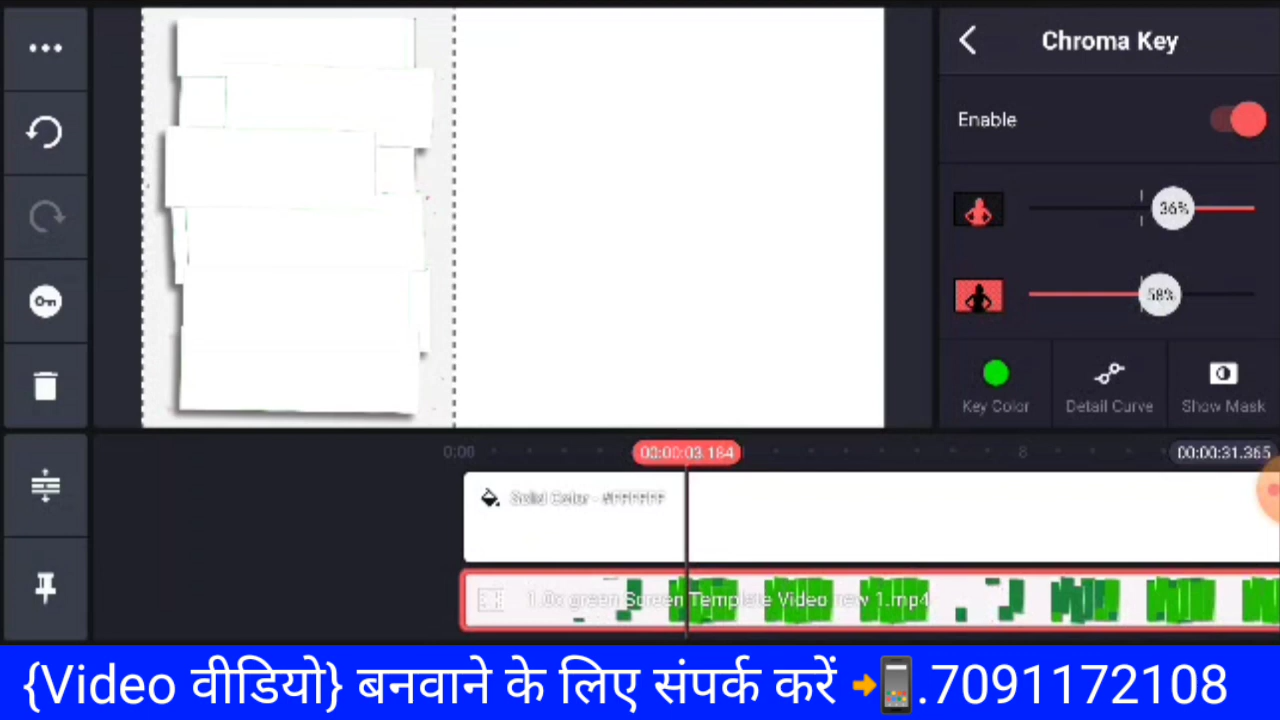 Chroma Key
Enable
36%
58%
Key Color
Detail Curve
Show Mask
0:00
00:00:03.184
8
00:00:31.365
Solid Color - #FFFFFF
1.0x green Screen Template Video new 1.mp4
{Video वीडियो} बनवाने के लिए संपर्क करें ➜📱.7091172108